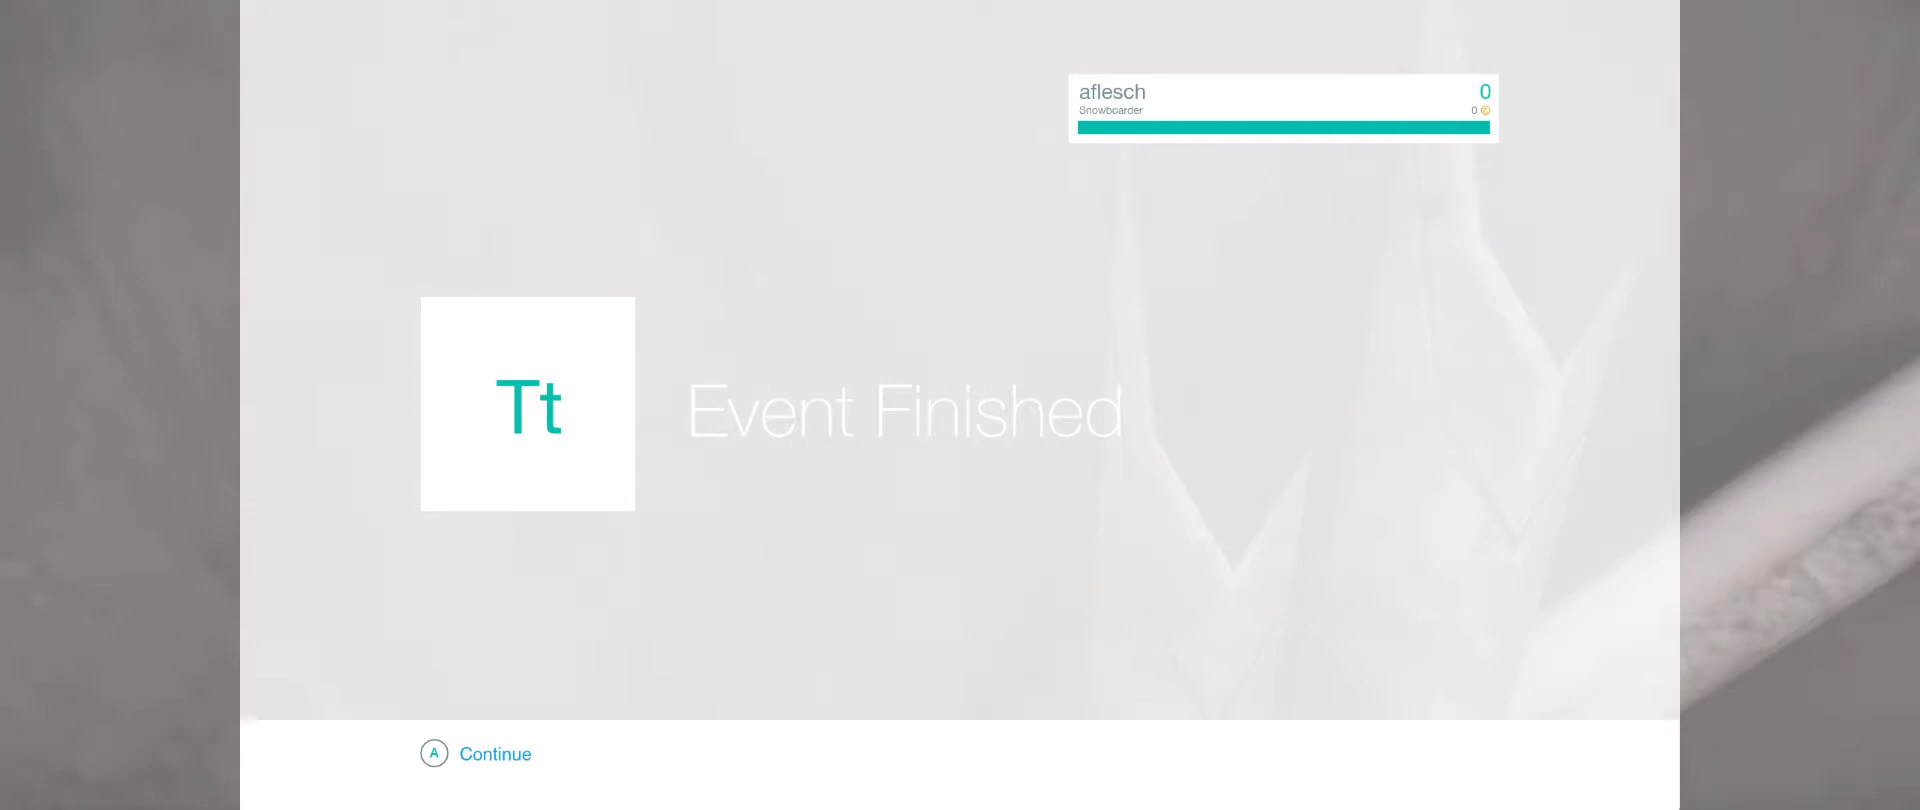 aflesch 0
Snowboarder 0 ©
Tt
Event Finished
A Continue